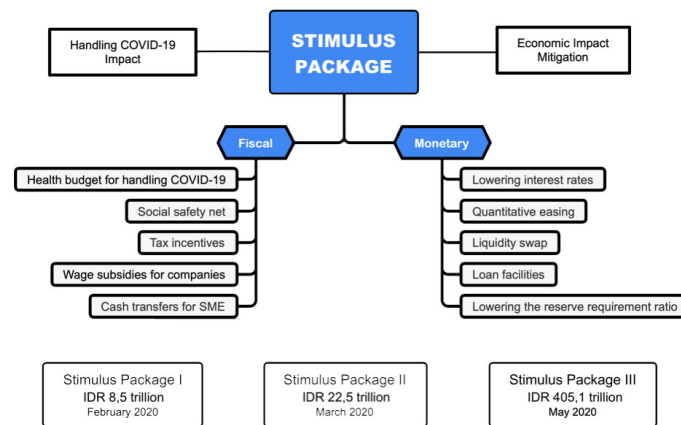 Handling COVID-19
Impact
STIMULUS
PACKAGE
Economic Impact
Mitigation
Fiscal
Monetary
Health budget for handling COVID-19
Social safety net
Tax incentives
Wage subsidies for companies
Cash transfers for SME
Lowering interest rates
Quantitative easing
Liquidity swap
Loan facilities
Lowering the reserve requirement ratio
Stimulus Package I
IDR 8,5 trillion
February 2020
Stimulus Package II
IDR 22,5 trillion
March 2020
Stimulus Package III
IDR 405,1 trillion
May 2020